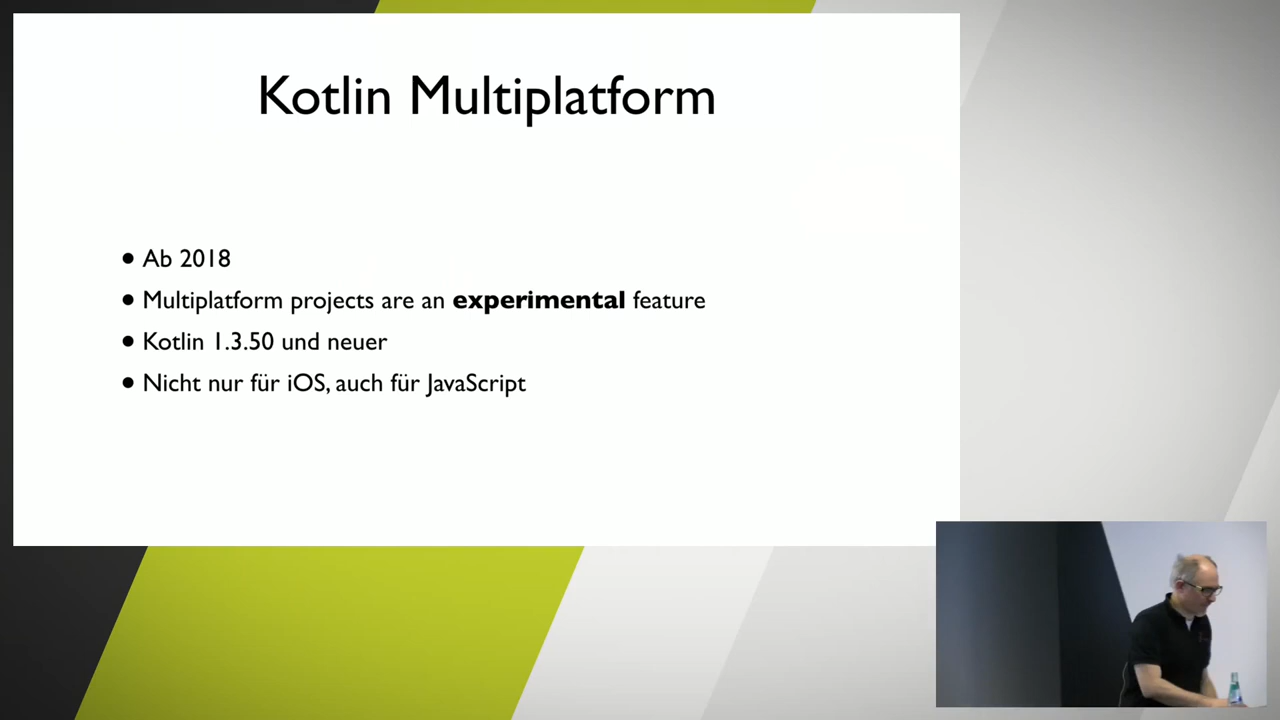 Kotlin Multiplatform
• Ab 2018
• Multiplatform projects are an experimental feature
• Kotlin 1.3.50 und neuer
• Nicht nur für iOS, auch für JavaScript